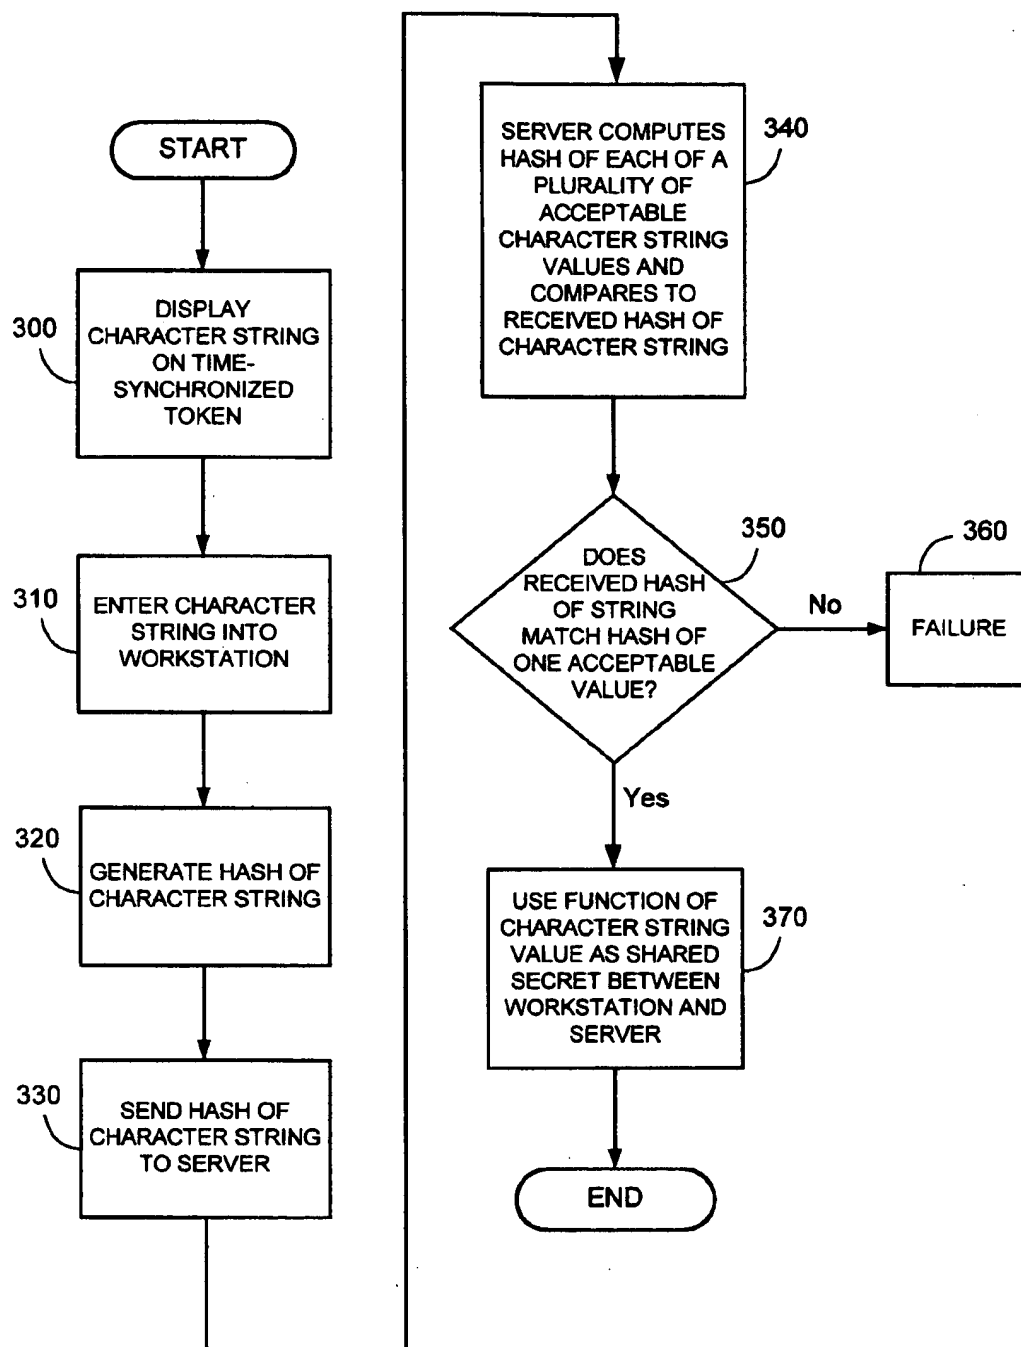 START
300
DISPLAY
CHARACTER STRING
ON TIME-
SYNCHRONIZED
TOKEN
310
ENTER CHARACTER
STRING INTO
WORKSTATION
320
GENERATE HASH OF
CHARACTER STRING
330
SEND HASH OF
CHARACTER STRING
TO SERVER
340
SERVER COMPUTES
HASH OF EACH OF A
PLURALITY OF
ACCEPTABLE
CHARACTER STRING
VALUES AND
COMPARES TO
RECEIVED HASH OF
CHARACTER STRING
350
DOES
RECEIVED HASH
OF STRING
MATCH HASH OF
ONE ACCEPTABLE
VALUE?
No
360
FAILURE
Yes
370
USE FUNCTION OF
CHARACTER STRING
VALUE AS SHARED
SECRET BETWEEN
WORKSTATION AND
SERVER
END